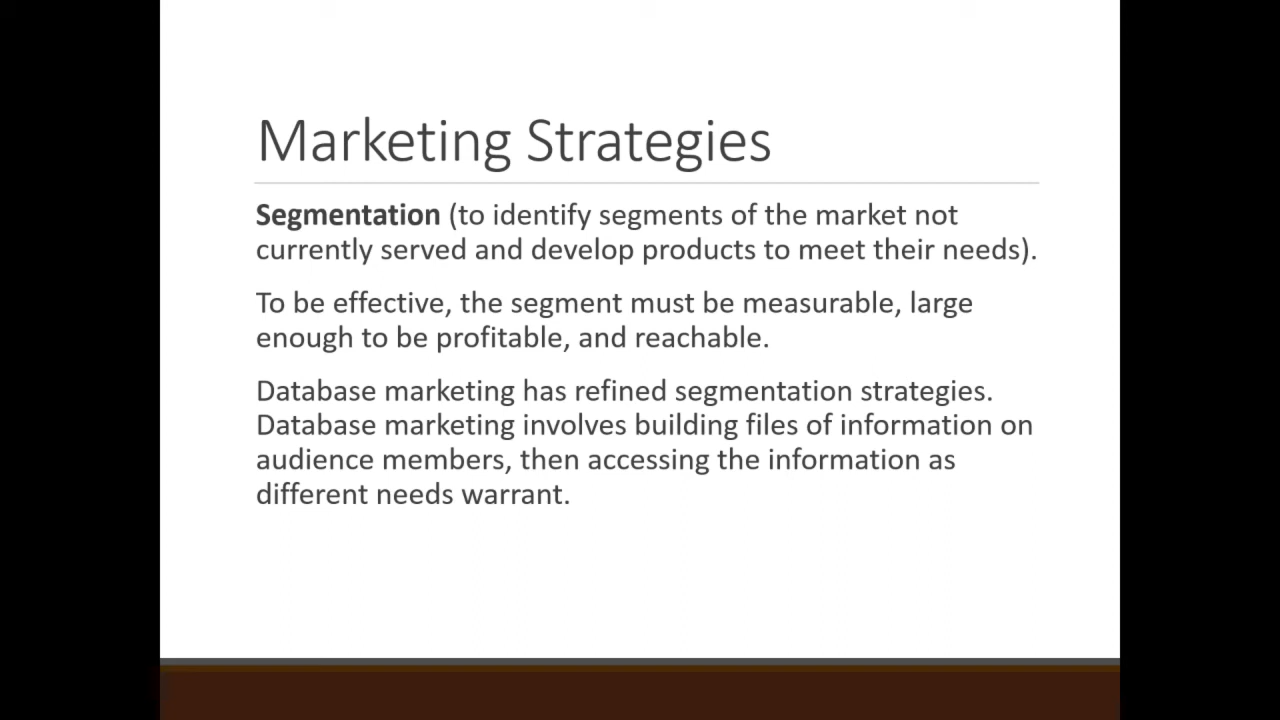 Marketing Strategies
Segmentation (to identify segments of the market not
currently served and develop products to meet their needs).
To be effective, the segment must be measurable, large
enough to be profitable, and reachable.
Database marketing has refined segmentation strategies.
Database marketing involves building files of information on
audience members, then accessing the information as
different needs warrant.